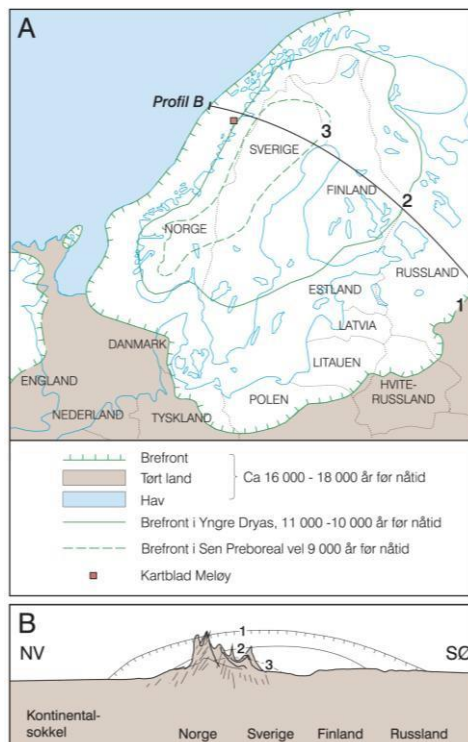 A
Profil B
3
SVERIGE
FINLAND
2
NORGE
RUSSLAND
ESTLAND
1
LATVIA
DANMARK
LITAUEN
ENGLAND
HVITE-
RUSSLAND
POLEN
NEDERLAND
TYSKLAND
Brefront
Tørt land
Hav
Ca 16 000 - 18 000 år før nåtid
Brefront i Yngre Dryas, 11 000 -10 000 år før nåtid
Brefront i Sen Preboreal vel 9 000 år før nåtid
Kartblad Meløy
B
NV
1
2
3
SØ
Kontinental-
sokkel
Norge
Sverige
Finland
Russland